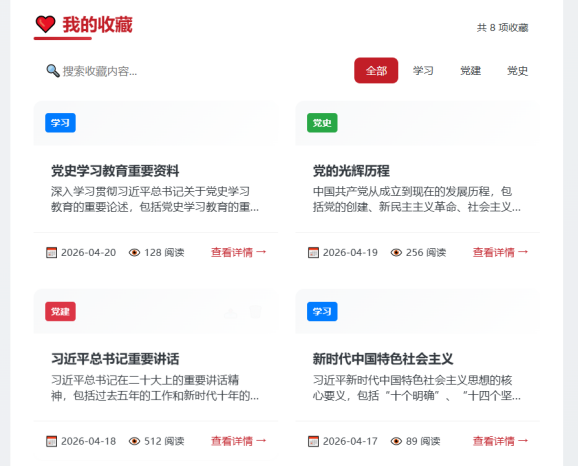 我的收藏
共 8 项收藏
搜索收藏内容...
全部 学习 党建 党史
学习
党史学习教育重要资料
深入学习贯彻习近平总书记关于党史学习
教育的重要论述，包括党史学习教育的重...
2026-04-20 128 阅读 查看详情 →
党史
党的光辉历程
中国共产党从成立到现在的发展历程，包
括党的创建、新民主主义革命、社会主义...
2026-04-19 256 阅读 查看详情 →
党建
习近平总书记重要讲话
习近平总书记在二十大上的重要讲话精
神，包括过去五年的工作和新时代十年的...
2026-04-18 512 阅读 查看详情 →
学习
新时代中国特色社会主义
习近平新时代中国特色社会主义思想的核
心要义，包括“十个明确”、“十四个坚...
2026-04-17 89 阅读 查看详情 →